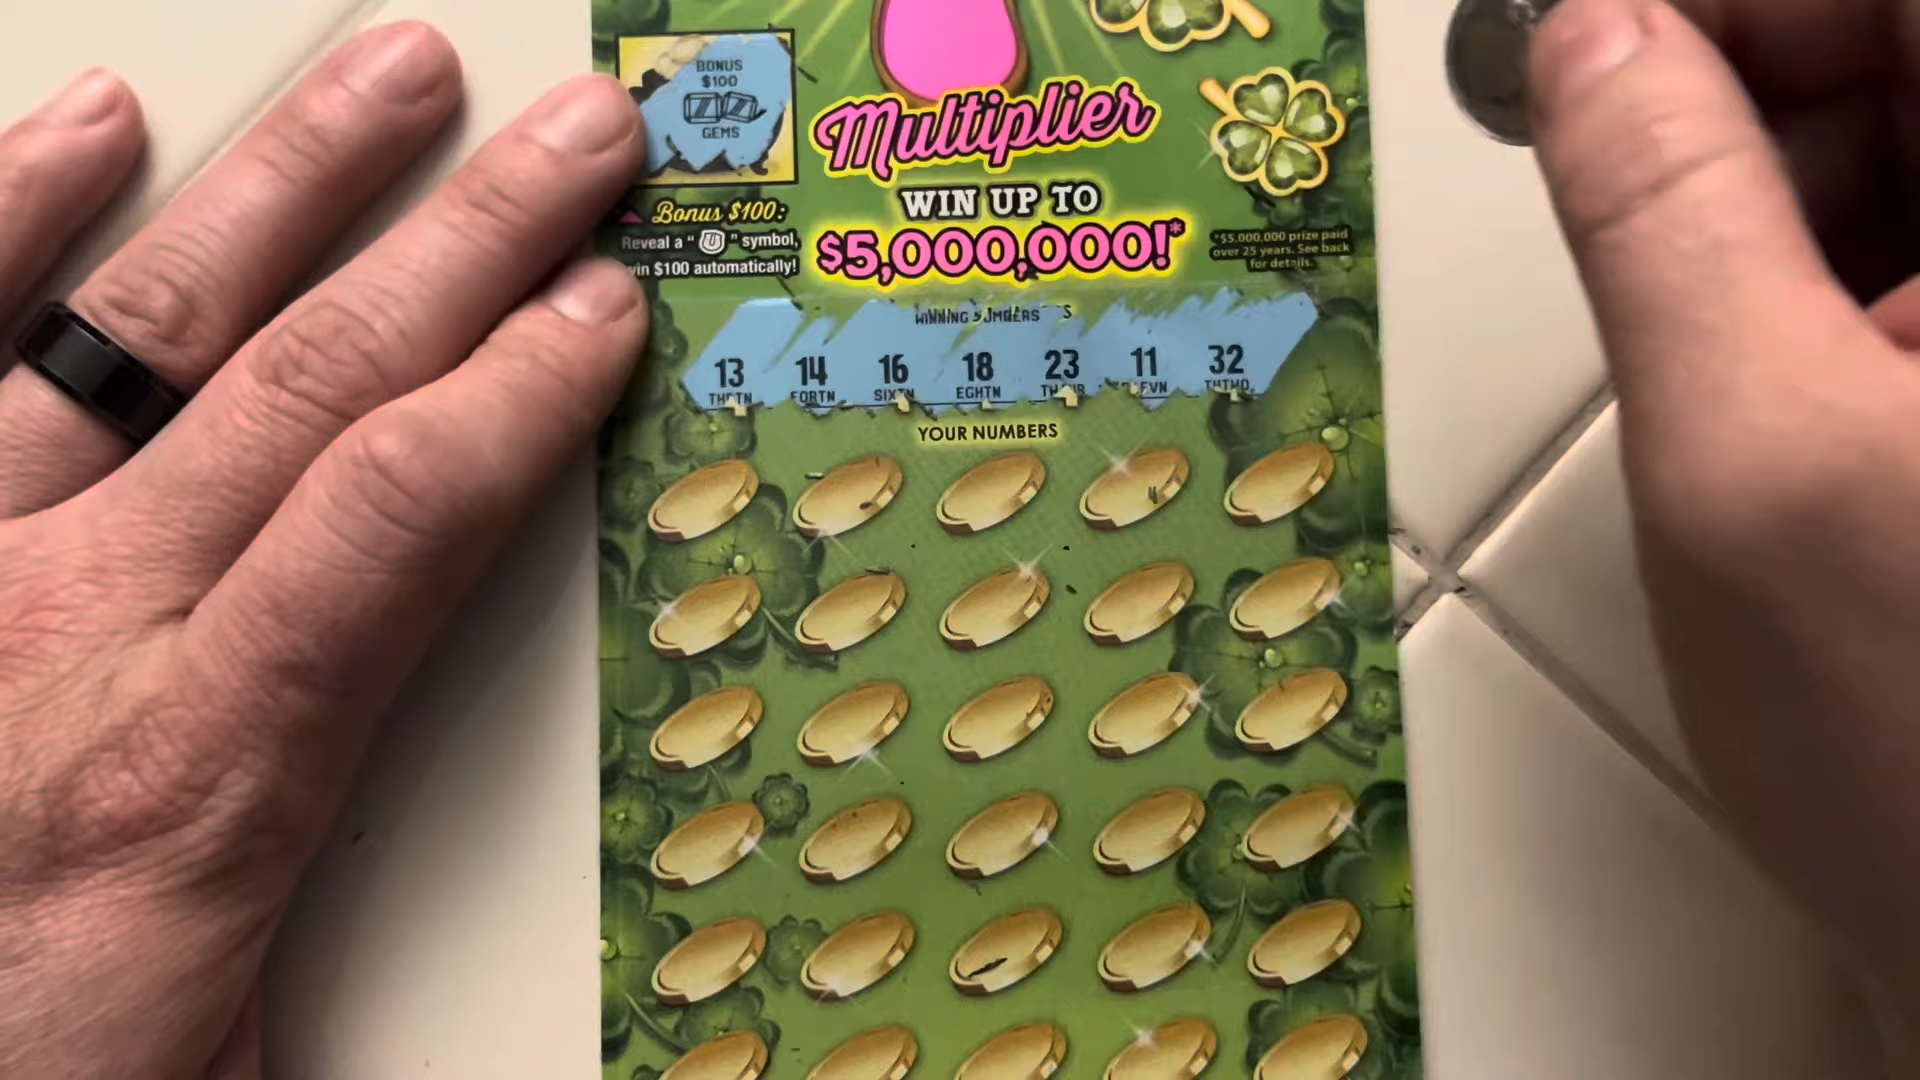 BONUS
$100
GEMS
Multiplier
WIN UP TO
$5,000,000!*
Bonus $100:
Reveal a " " symbol,
win $100 automatically!
*$5,000,000 prize paid
over 25 years. See back
for details.
WINNING
13 14 16 18 23 11 32
FORTN EGHTN
YOUR NUMBERS